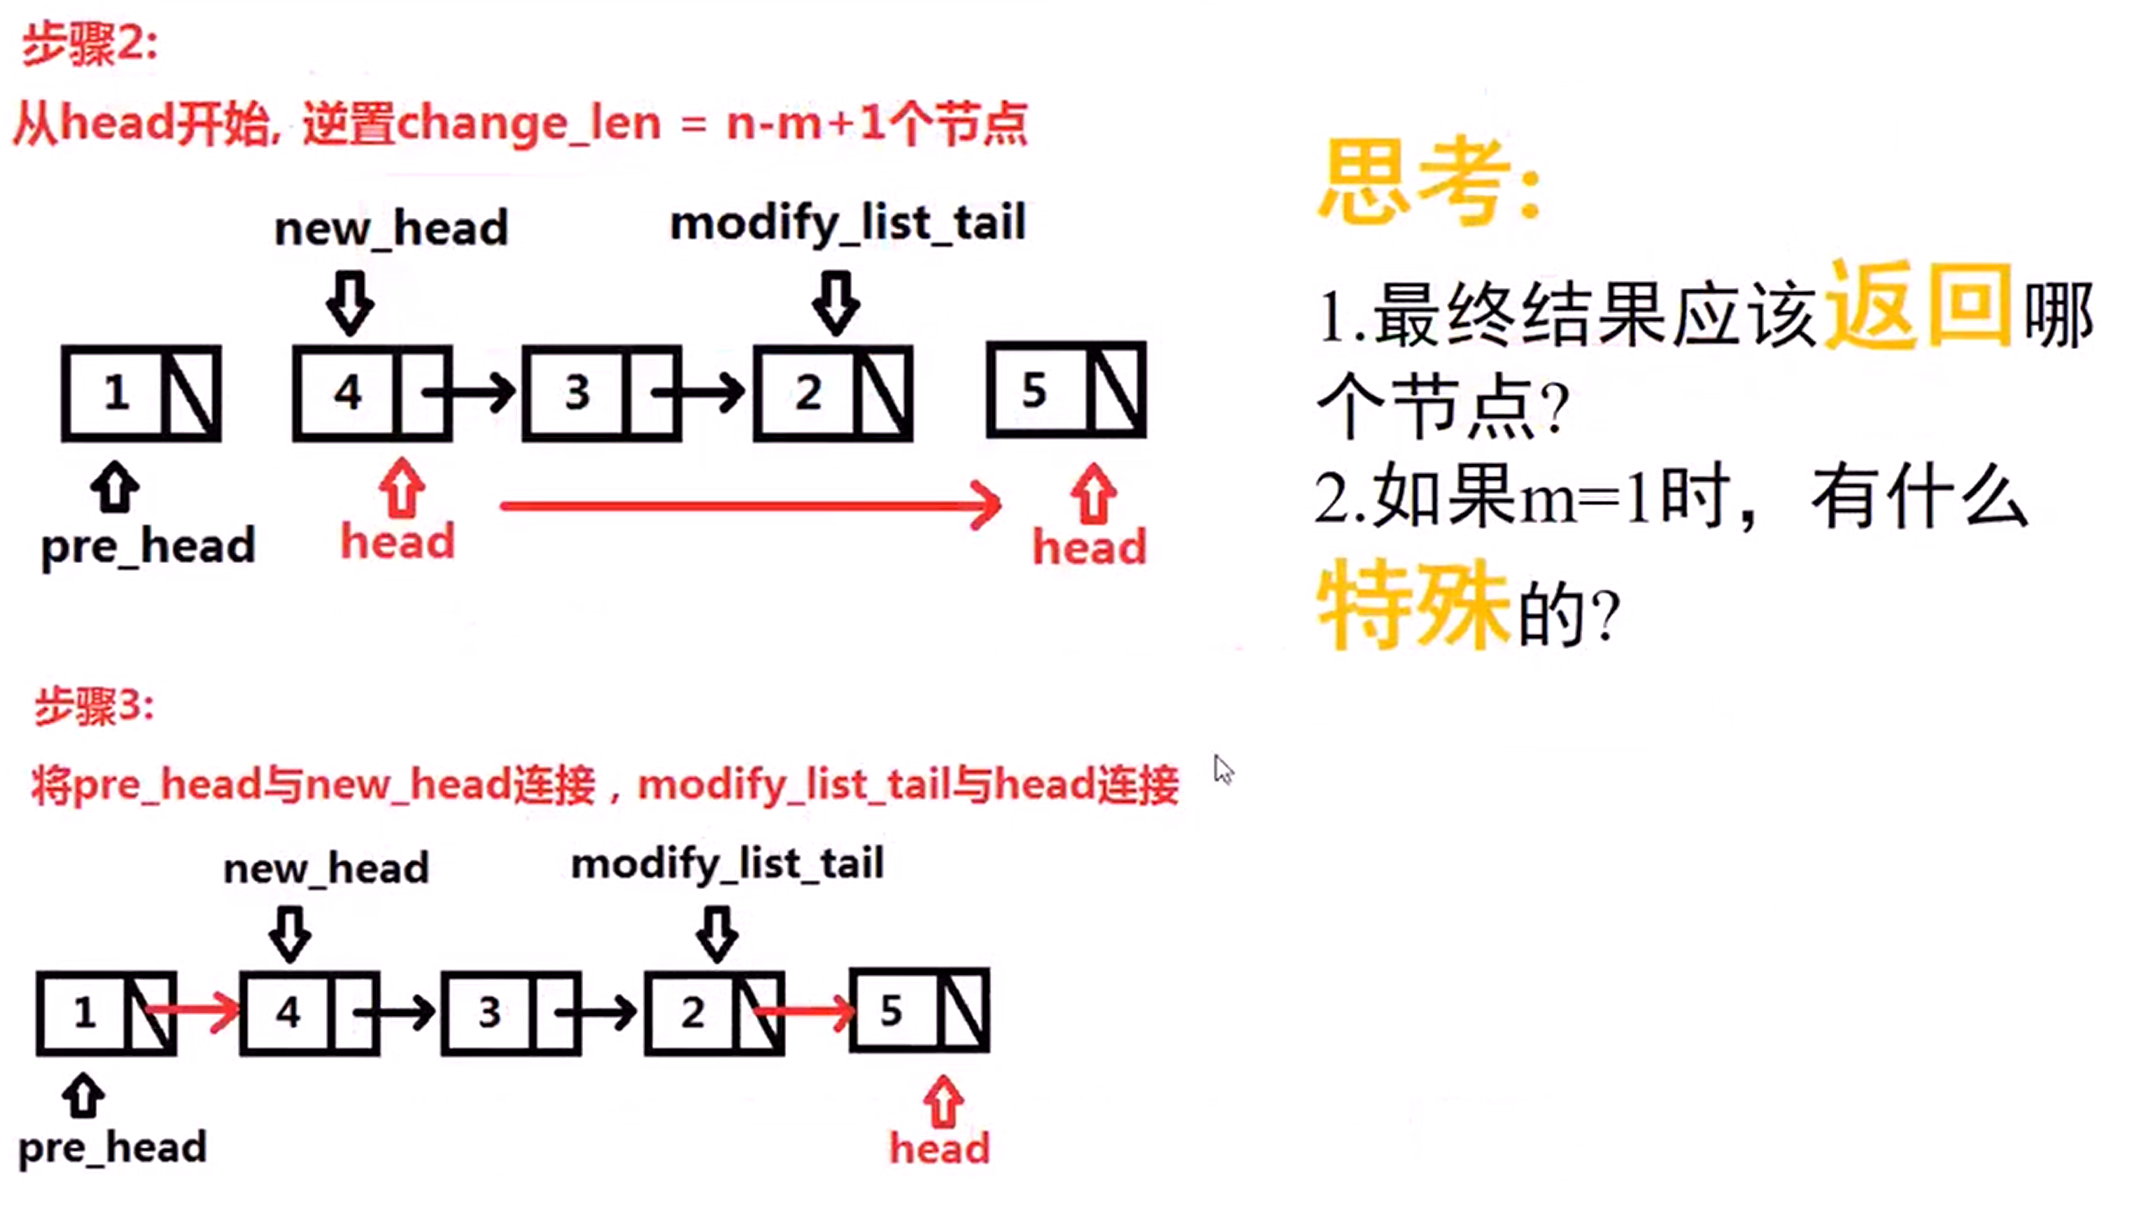 步骤2:
从head开始, 逆置change_len = n-m+1个节点
new_head modify_list_tail
1 4 3 2 5
pre_head head head
思考:
1.最终结果应该返回哪
个节点?
2.如果m=1时，有什么
特殊的?
步骤3:
将pre_head与new_head连接，modify_list_tail与head连接
new_head modify_list_tail
1 4 3 2 5
pre_head head